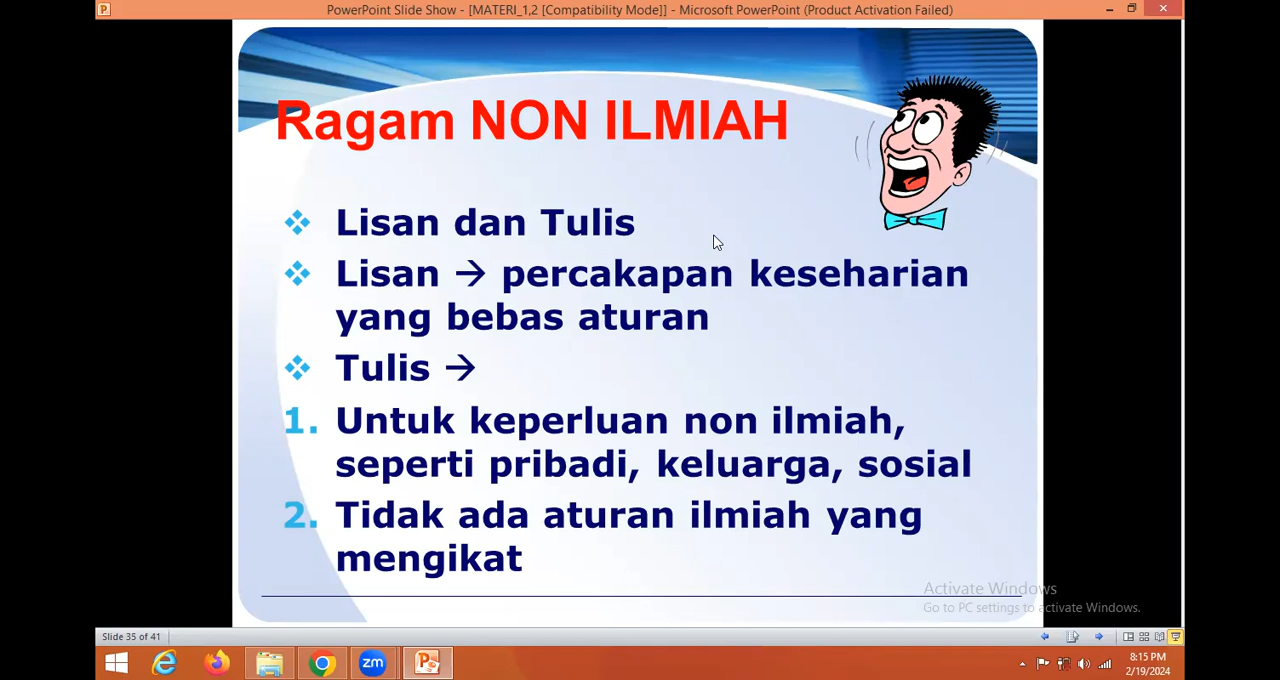 PowerPoint Slide Show - [MATERI_1,2 [Compatibility Mode]] - Microsoft PowerPoint (Product Activation Failed)
Ragam NON ILMIAH
❖ Lisan dan Tulis
❖ Lisan → percakapan keseharian
yang bebas aturan
❖ Tulis →
1. Untuk keperluan non ilmiah,
seperti pribadi, keluarga, sosial
2. Tidak ada aturan ilmiah yang
mengikat
Activate Windows
Go to PC settings to activate Windows.
Slide 35 of 41
zm
8:15 PM
2/19/2024